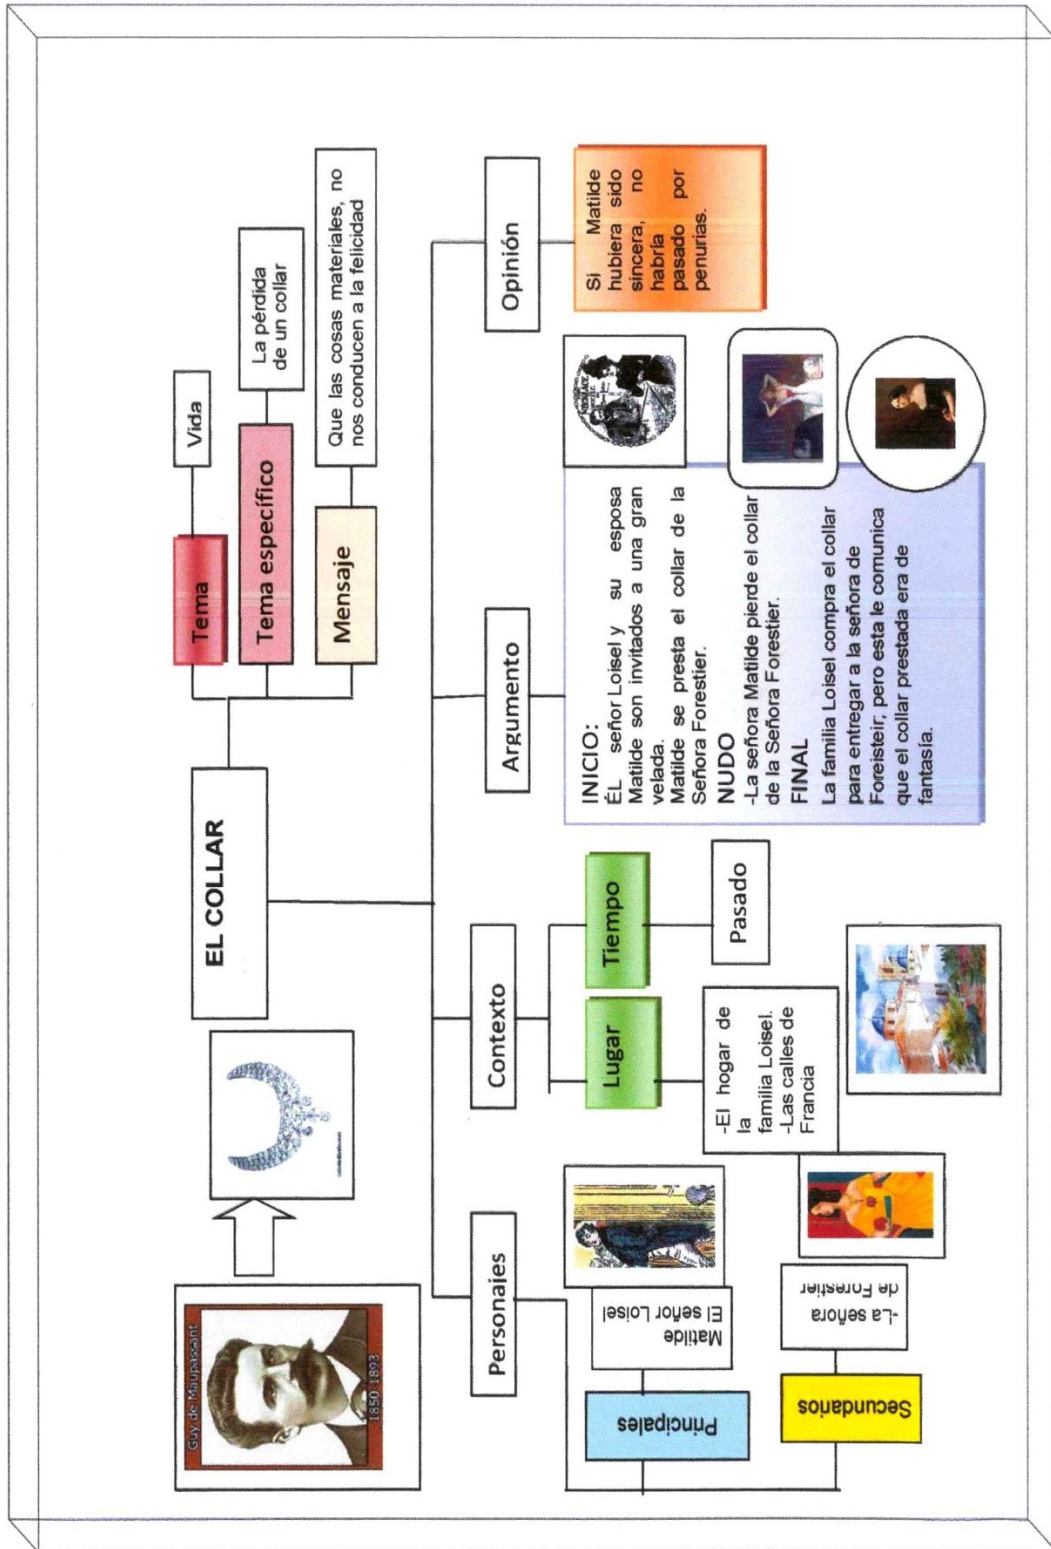 Guy de Maupassant
1850-1893
EL COLLAR
Tema
Vida
Tema específico
La pérdida
de un collar
Mensaje
Que las cosas materiales, no
nos conducen a la felicidad
Personajes
Principales
Matilde
El señor Loisel
Secundarios
-La señora
de Forestier
Contexto
Lugar
-El hogar de
la
familia Loisel.
-Las calles de
Francia
Tiempo
Pasado
Argumento
INICIO:
ÉL señor Loisel y su esposa
Matilde son invitados a una gran
velada.
Matilde se presta el collar de la
Señora Forestier.
NUDO
-La señora Matilde pierde el collar
de la Señora Forestier.
FINAL
La familia Loisel compra el collar
para entregar a la señora de
Foreisteir; pero esta le comunica
que el collar prestada era de
fantasía.
Opinión
Si Matilde
hubiera sido
sincera, no
habría
pasado por
penurias.